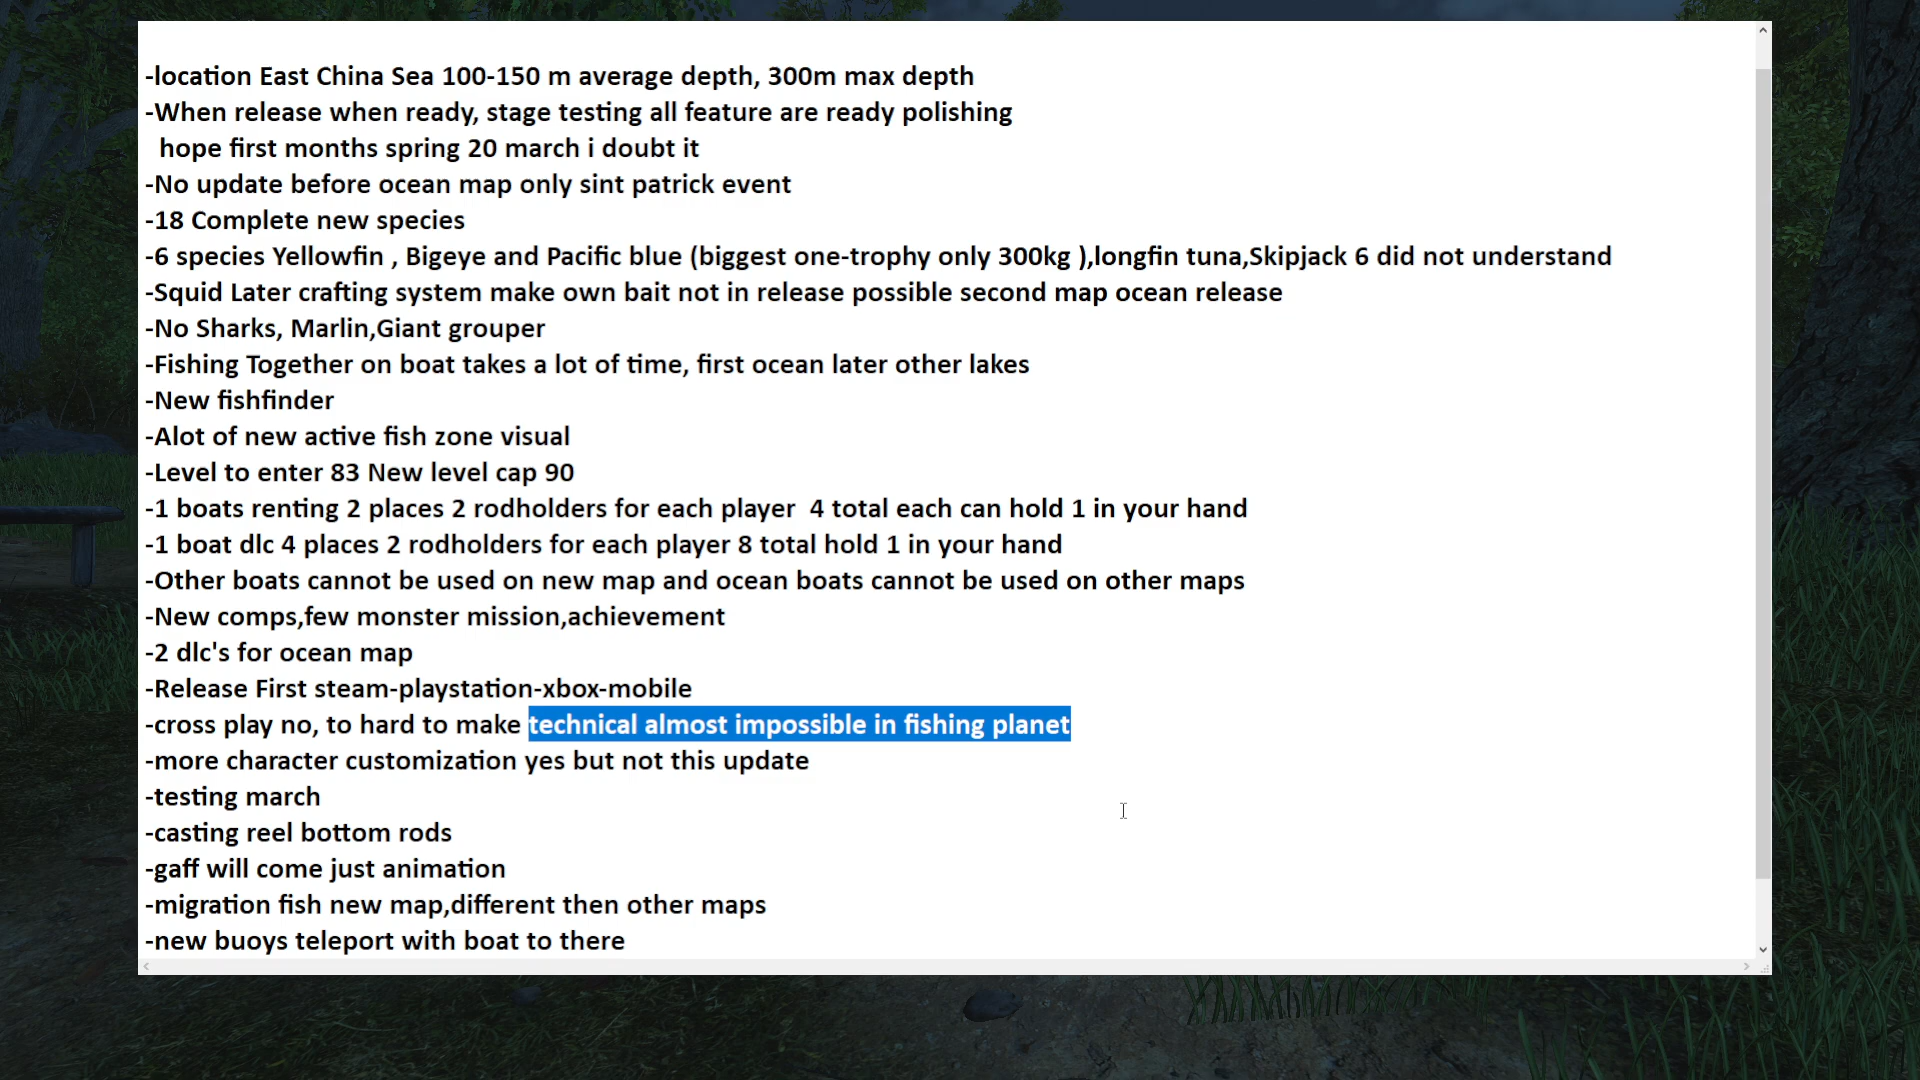 -location East China Sea 100-150 m average depth, 300m max depth
-When release when ready, stage testing all feature are ready polishing
hope first months spring 20 march i doubt it
-No update before ocean map only sint patrick event
-18 Complete new species
-6 species Yellowfin , Bigeye and Pacific blue (biggest one-trophy only 300kg ),longfin tuna,Skipjack 6 did not understand
-Squid Later crafting system make own bait not in release possible second map ocean release
-No Sharks, Marlin,Giant grouper
-Fishing Together on boat takes a lot of time, first ocean later other lakes
-New fishfinder
-Alot of new active fish zone visual
-Level to enter 83 New level cap 90
-1 boats renting 2 places 2 rodholders for each player  4 total each can hold 1 in your hand
-1 boat dlc 4 places 2 rodholders for each player 8 total hold 1 in your hand
-Other boats cannot be used on new map and ocean boats cannot be used on other maps
-New comps,few monster mission,achievement
-2 dlc's for ocean map
-Release First steam-playstation-xbox-mobile
-cross play no, to hard to make technical almost impossible in fishing planet
-more character customization yes but not this update
-testing march
-casting reel bottom rods
-gaff will come just animation
-migration fish new map,different then other maps
-new buoys teleport with boat to there